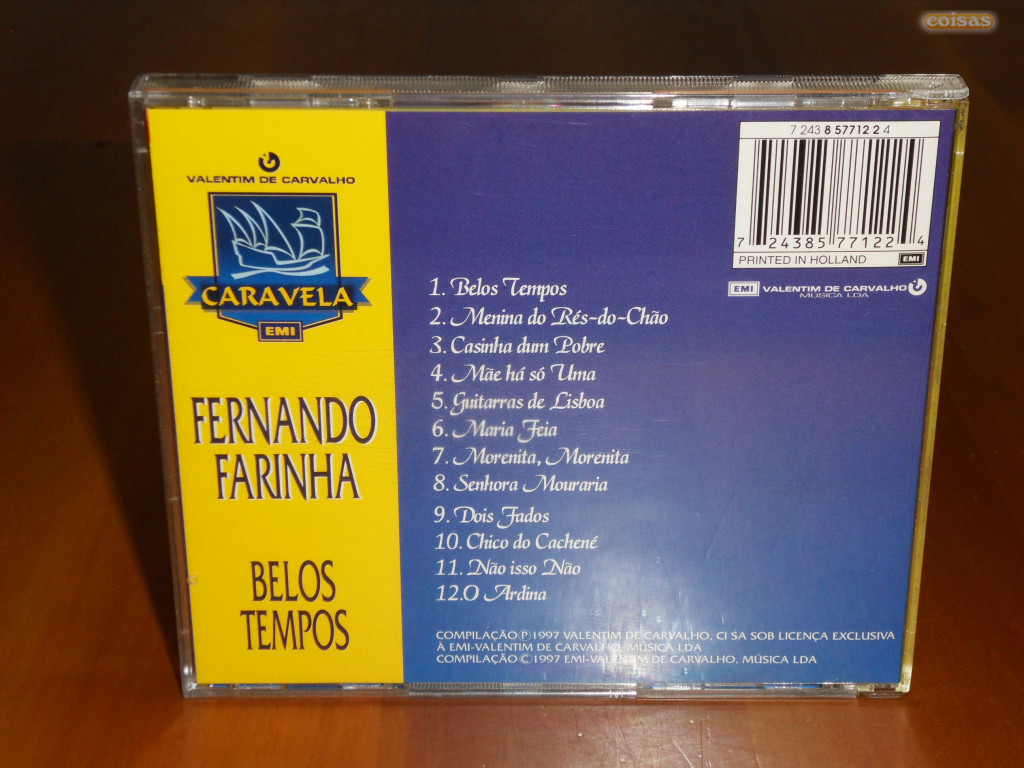 coisas
VALENTIM DE CARVALHO
CARAVELA
EMI
FERNANDO
FARINHA
BELOS
TEMPOS
7 243 8 57712 2 4
7 24385 77122 4
PRINTED IN HOLLAND EMI
EMI VALENTIM DE CARVALHO
MÚSICA LDA
1. Belos Tempos
2. Menina do Rés-do-Chão
3. Casinha dum Pobre
4. Mãe há só Uma
5. Guitarras de Lisboa
6. Maria Feia
7. Morenita, Morenita
8. Senhora Mouraria
9. Dois Fados
10. Chico do Cachené
11. Não isso Não
12.O Ardina
COMPILAÇÃO Ⓟ 1997 VALENTIM DE CARVALHO, CI SA SOB LICENÇA EXCLUSIVA
À EMI-VALENTIM DE CARVALHO, MÚSICA LDA
COMPILAÇÃO © 1997 EMI-VALENTIM DE CARVALHO, MÚSICA LDA